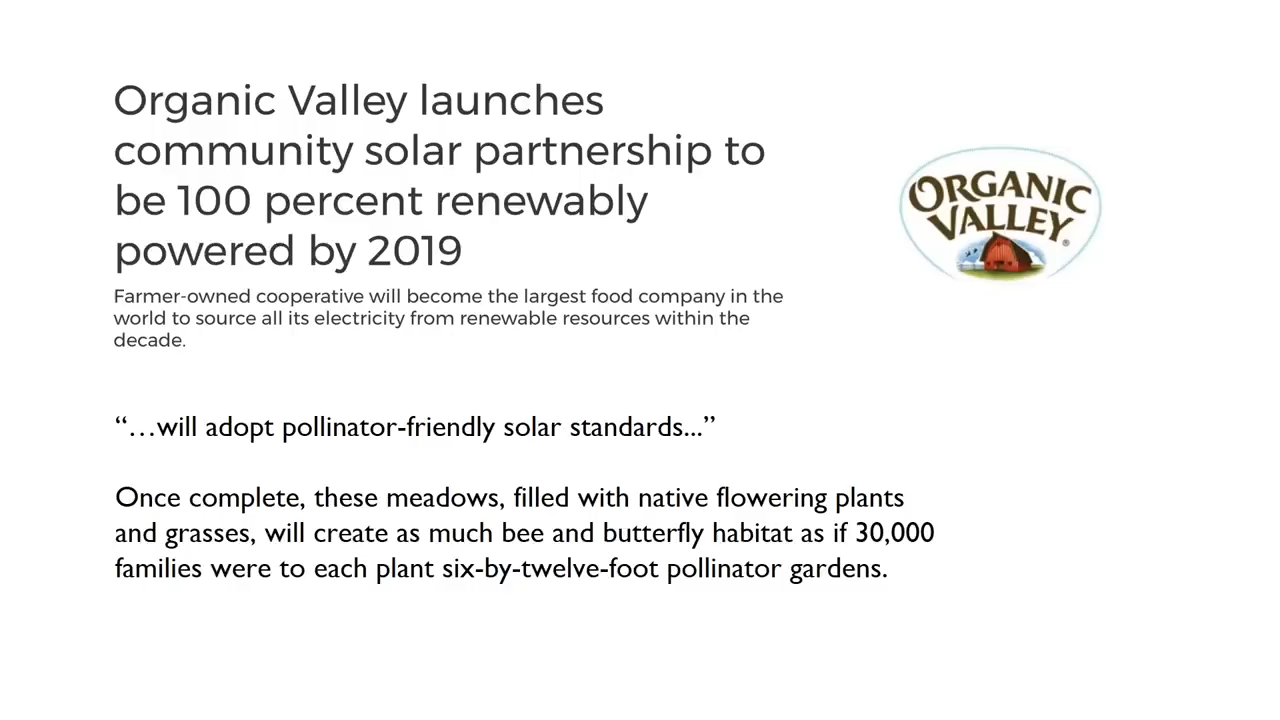 Organic Valley launches
community solar partnership to
be 100 percent renewably
powered by 2019
Farmer-owned cooperative will become the largest food company in the
world to source all its electricity from renewable resources within the
decade.
ORGANIC
VALLEY®
“…will adopt pollinator-friendly solar standards...”
Once complete, these meadows, filled with native flowering plants
and grasses, will create as much bee and butterfly habitat as if 30,000
families were to each plant six-by-twelve-foot pollinator gardens.